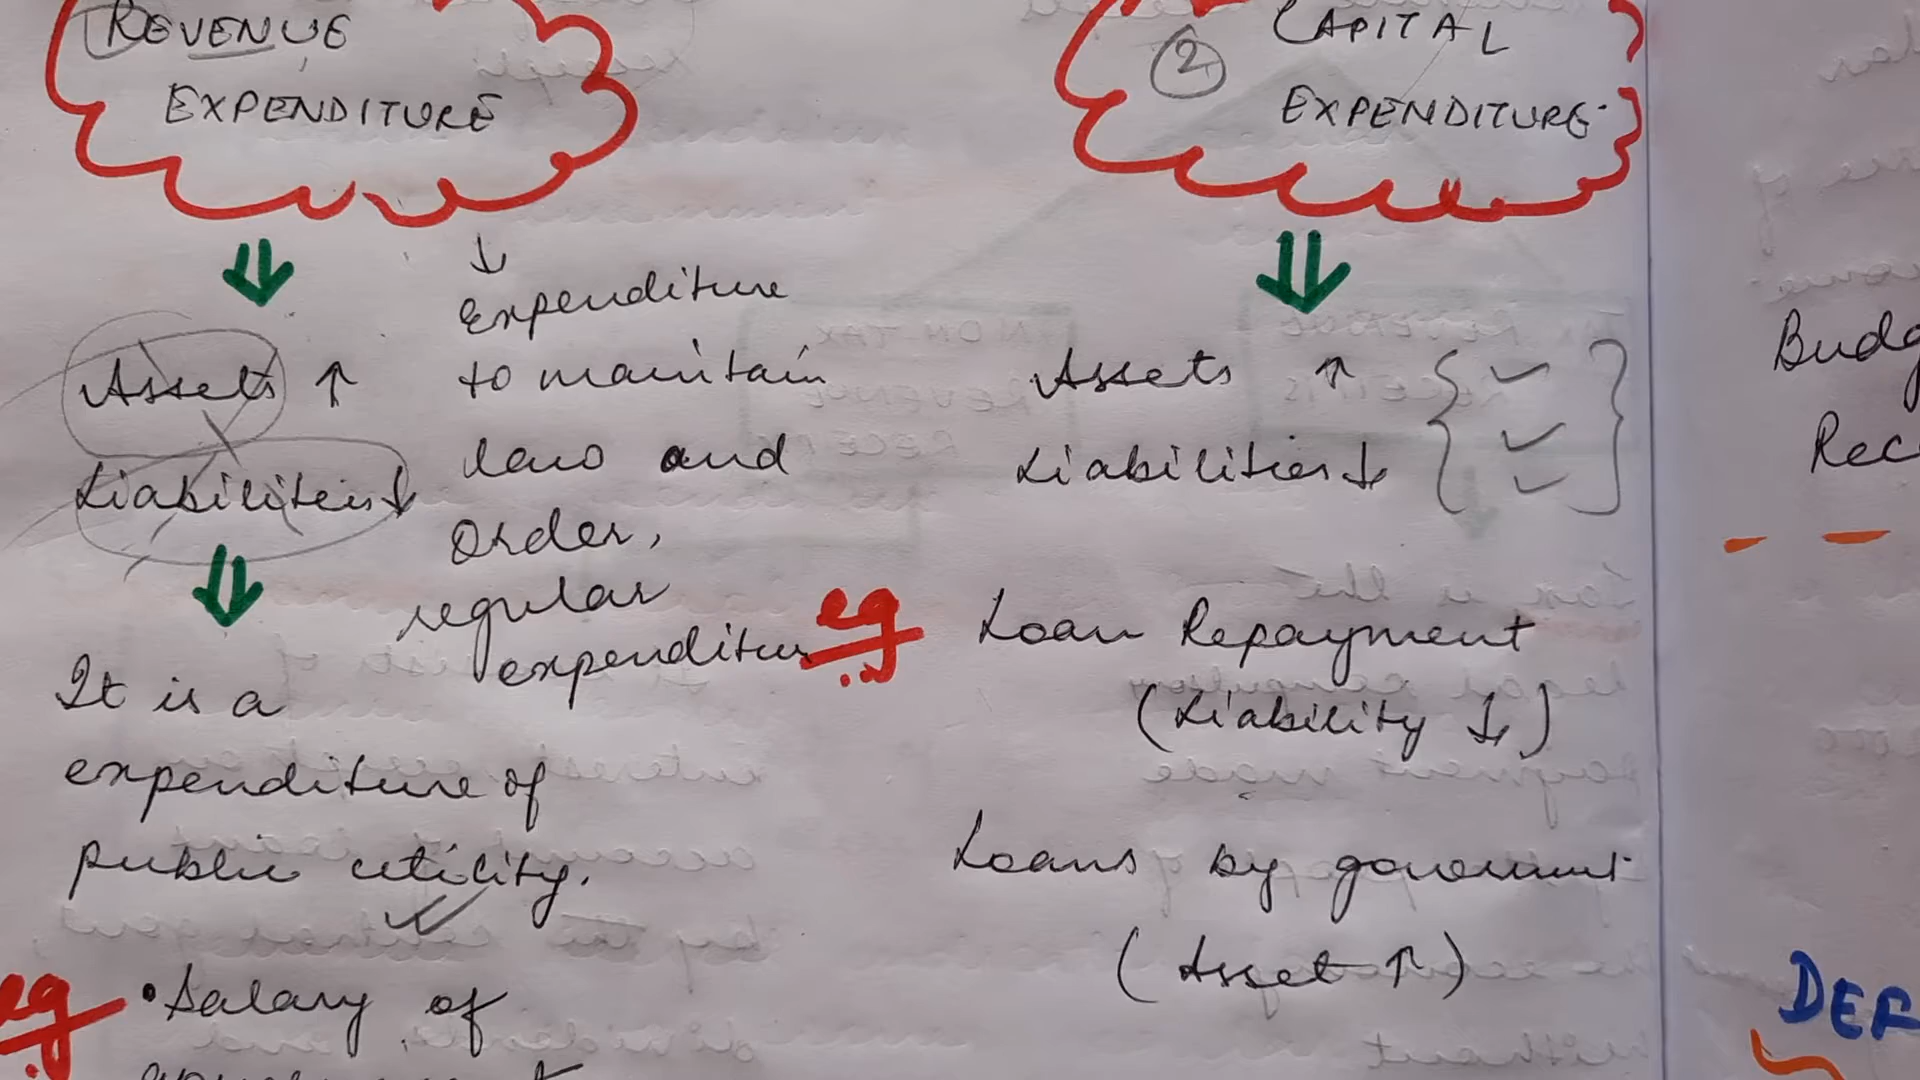 REVENUE
EXPENDITURE
Assets ↑
Liabilities ↓
It is a
expenditure of
public utility.
eg
• Salary of
↓
Expenditure
to maintain
law and
order,
regular
expenditure
②
CAPITAL
EXPENDITURE
Assets ↑
Liabilities ↓
eg
Loan Repayment
(Liability ↓)
Loans by government
(Asset ↑)
Budg
Rec
DEF